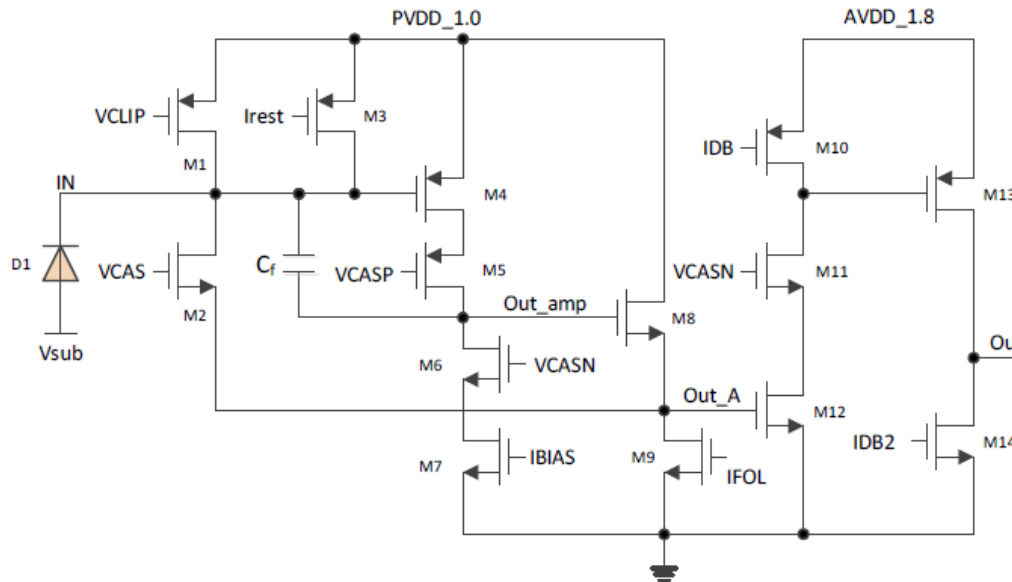 PVDD_1.0
AVDD_1.8
VCLIP
Irest
M3
IDB
M10
M1
IN
M4
M13
D1
VCAS
Cf
VCASP
M5
VCASN
M11
M2
Out_amp
M8
Vsub
M6
VCASN
Out_A
Ou
M12
M7
IBIAS
M9
IFOL
IDB2
M14